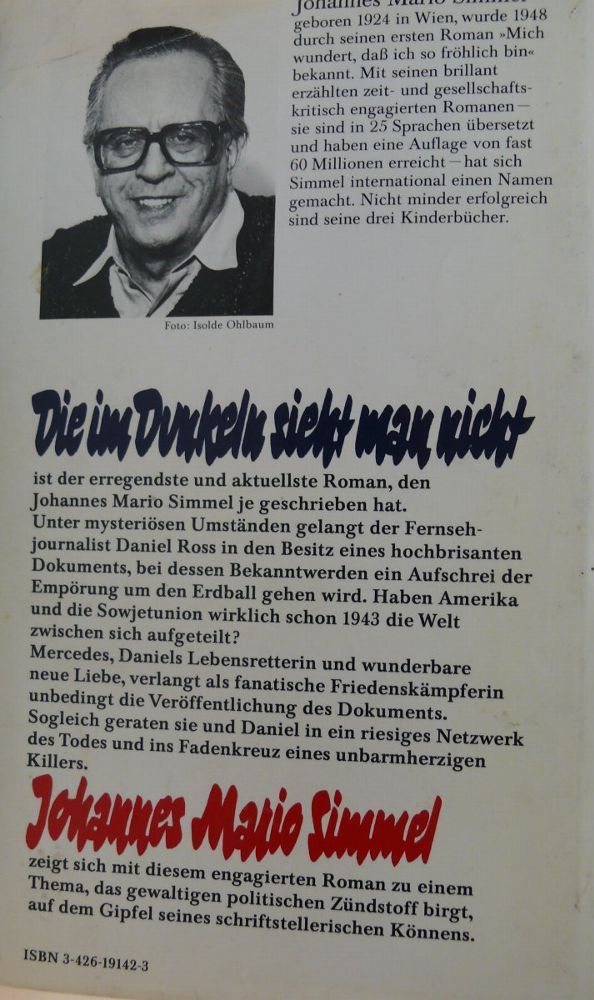 Johannes Mario Simmel
geboren 1924 in Wien, wurde 1948
durch seinen ersten Roman »Mich
wundert, daß ich so fröhlich bin«
bekannt. Mit seinen brillant
erzählten zeit- und gesellschafts-
kritisch engagierten Romanen —
sie sind in 25 Sprachen übersetzt
und haben eine Auflage von fast
60 Millionen erreicht — hat sich
Simmel international einen Namen
gemacht. Nicht minder erfolgreich
sind seine drei Kinderbücher.
Foto: Isolde Ohlbaum
Die im Dunkeln sieht man nicht
ist der erregendste und aktuellste Roman, den
Johannes Mario Simmel je geschrieben hat.
Unter mysteriösen Umständen gelangt der Fernseh-
journalist Daniel Ross in den Besitz eines hochbrisanten
Dokuments, bei dessen Bekanntwerden ein Aufschrei der
Empörung um den Erdball gehen wird. Haben Amerika
und die Sowjetunion wirklich schon 1943 die Welt
zwischen sich aufgeteilt?
Mercedes, Daniels Lebensretterin und wunderbare
neue Liebe, verlangt als fanatische Friedenskämpferin
unbedingt die Veröffentlichung des Dokuments.
Sogleich geraten sie und Daniel in ein riesiges Netzwerk
des Todes und ins Fadenkreuz eines unbarmherzigen
Killers.
Johannes Mario Simmel
zeigt sich mit diesem engagierten Roman zu einem
Thema, das gewaltigen politischen Zündstoff birgt,
auf dem Gipfel seines schriftstellerischen Könnens.
ISBN 3-426-19142-3